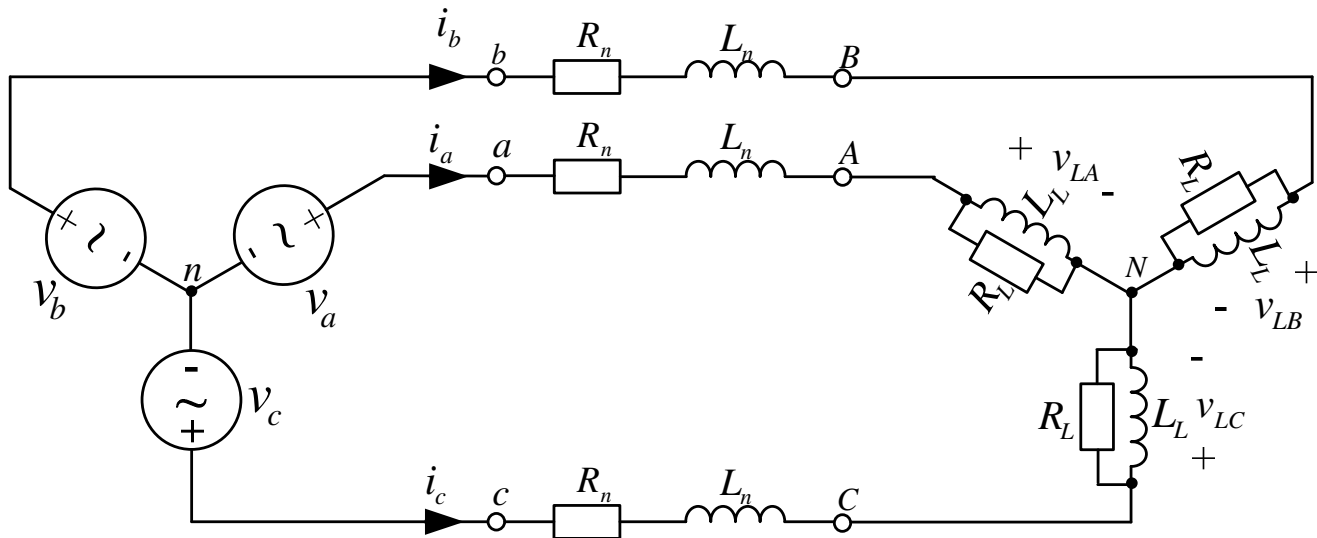 i_b b R_n L_n B
i_a a R_n L_n A
+ v_LA - L_L R_L
R_L L_L + - v_LB
+ ~ - v_b
- ~ + v_a
n
N
- ~ + v_c
R_L L_L - v_LC +
i_c c R_n L_n C